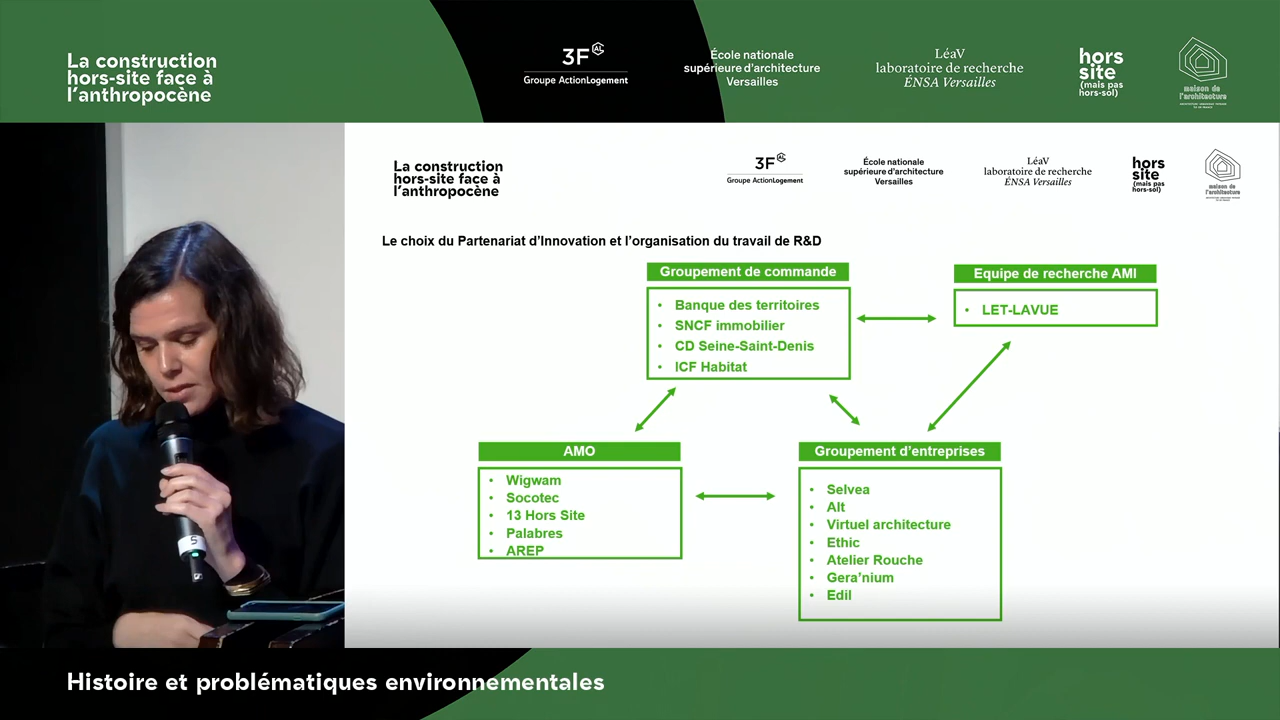 La construction
hors-site face à
l'anthropocène
3F AL
Groupe ActionLogement
École nationale
supérieure d'architecture
Versailles
LéaV
laboratoire de recherche
ÉNSA Versailles
hors
site
(mais pas
hors-sol)
maison de
l'architecture
La construction
hors-site face à
l'anthropocène
3F AL
Groupe ActionLogement
École nationale
supérieure d'architecture
Versailles
LéaV
laboratoire de recherche
ÉNSA Versailles
hors
site
(mais pas
hors-sol)
maison de
l'architecture
Le choix du Partenariat d'Innovation et l'organisation du travail de R&D
Groupement de commande
• Banque des territoires
• SNCF immobilier
• CD Seine-Saint-Denis
• ICF Habitat
Equipe de recherche AMI
• LET-LAVUE
AMO
• Wigwam
• Socotec
• 13 Hors Site
• Palabres
• AREP
Groupement d'entreprises
• Selvea
• Alt
• Virtuel architecture
• Ethic
• Atelier Rouche
• Gera'nium
• Edil
S
Histoire et problématiques environnementales